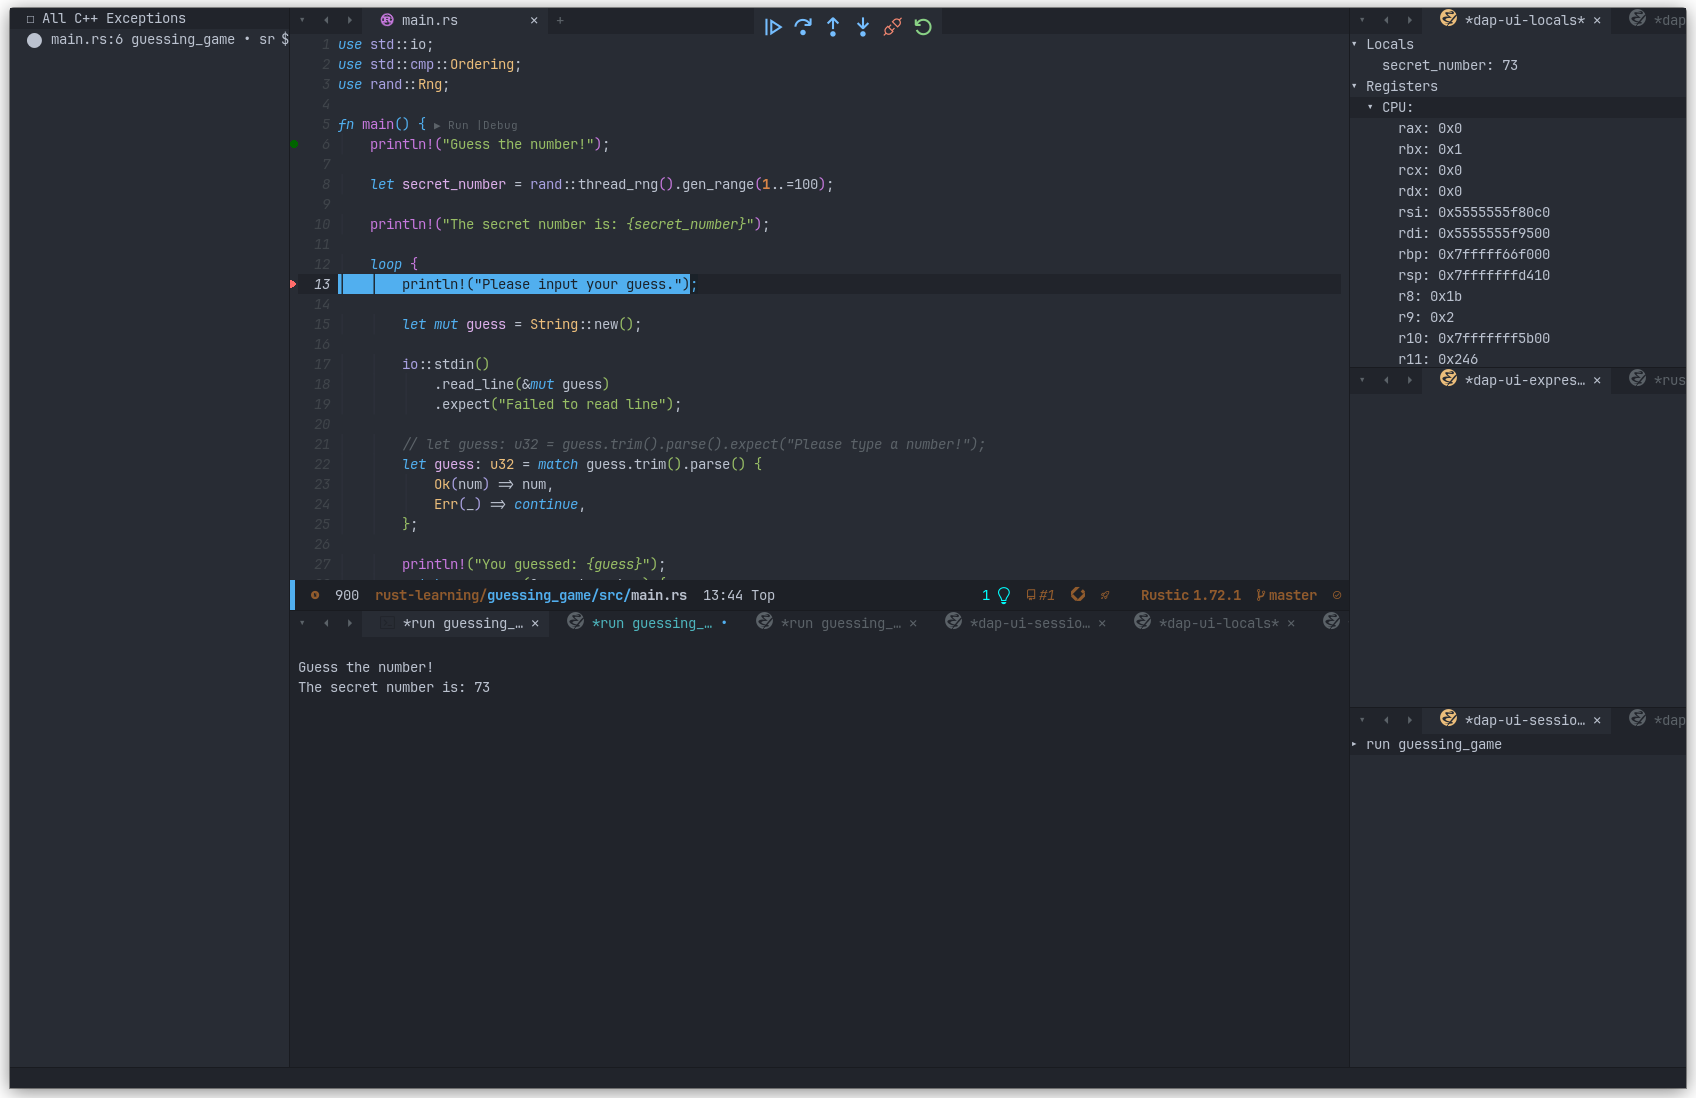 All C++ Exceptions
main.rs:6 guessing_game • sr $
main.rs × +
1 use std::io;
2 use std::cmp::Ordering;
3 use rand::Rng;
4
5 fn main() { ▶ Run |Debug
6 println!("Guess the number!");
7
8 let secret_number = rand::thread_rng().gen_range(1..=100);
9
10 println!("The secret number is: {secret_number}");
11
12 loop {
13 println!("Please input your guess.");
14
15 let mut guess = String::new();
16
17 io::stdin()
18 .read_line(&mut guess)
19 .expect("Failed to read line");
20
21 // let guess: u32 = guess.trim().parse().expect("Please type a number!");
22 let guess: u32 = match guess.trim().parse() {
23 Ok(num) => num,
24 Err(_) => continue,
25 };
26
27 println!("You guessed: {guess}");
900 rust-learning/guessing_game/src/main.rs 13:44 Top 1 #1 Rustic 1.72.1 master
*run guessing_… × *run guessing_… • *run guessing_… × *dap-ui-sessio… × *dap-ui-locals* ×
Guess the number!
The secret number is: 73
*dap-ui-locals* × *dap
Locals
secret_number: 73
Registers
CPU:
rax: 0x0
rbx: 0x1
rcx: 0x0
rdx: 0x0
rsi: 0x5555555f80c0
rdi: 0x5555555f9500
rbp: 0x7fffff66f000
rsp: 0x7fffffffd410
r8: 0x1b
r9: 0x2
r10: 0x7fffffff5b00
r11: 0x246
*dap-ui-expres… × *rus
*dap-ui-sessio… × *dap
run guessing_game